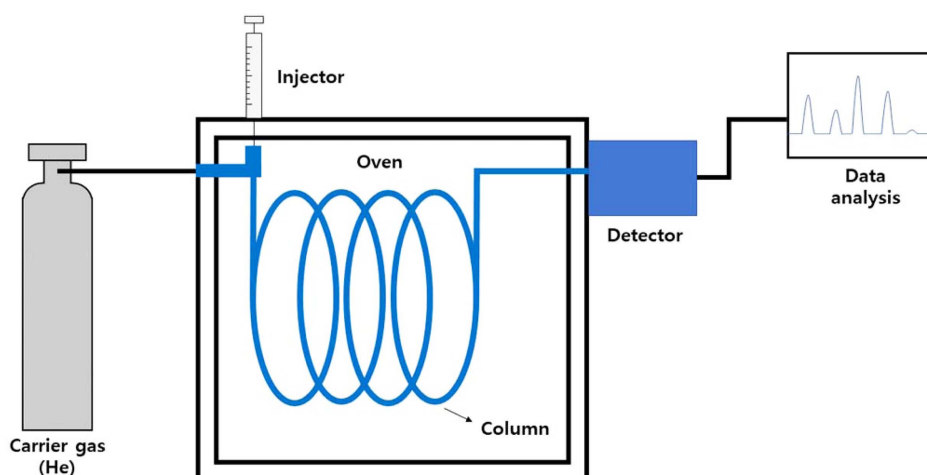 Injector
Oven
Data
analysis
Detector
Column
Carrier gas
(He)